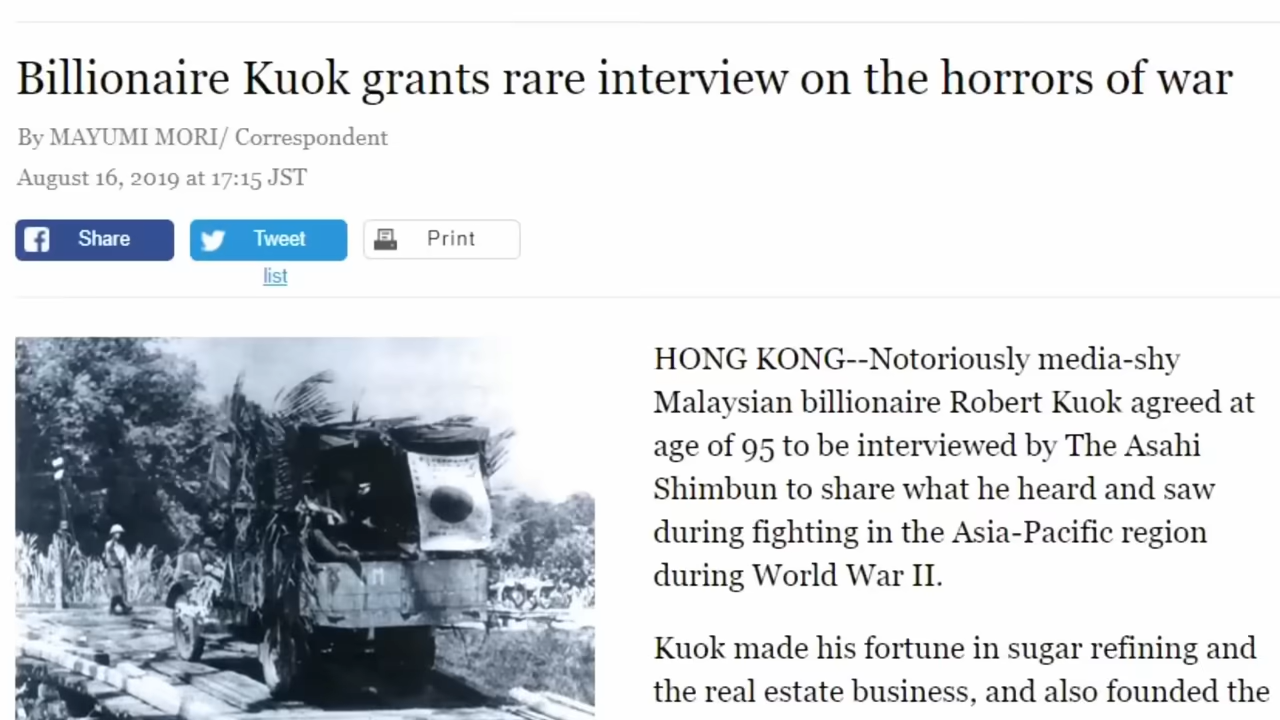 Billionaire Kuok grants rare interview on the horrors of war
By MAYUMI MORI/ Correspondent
August 16, 2019 at 17:15 JST
Share
Tweet
Print
list
HONG KONG--Notoriously media-shy
Malaysian billionaire Robert Kuok agreed at
age of 95 to be interviewed by The Asahi
Shimbun to share what he heard and saw
during fighting in the Asia-Pacific region
during World War II.
Kuok made his fortune in sugar refining and
the real estate business, and also founded the